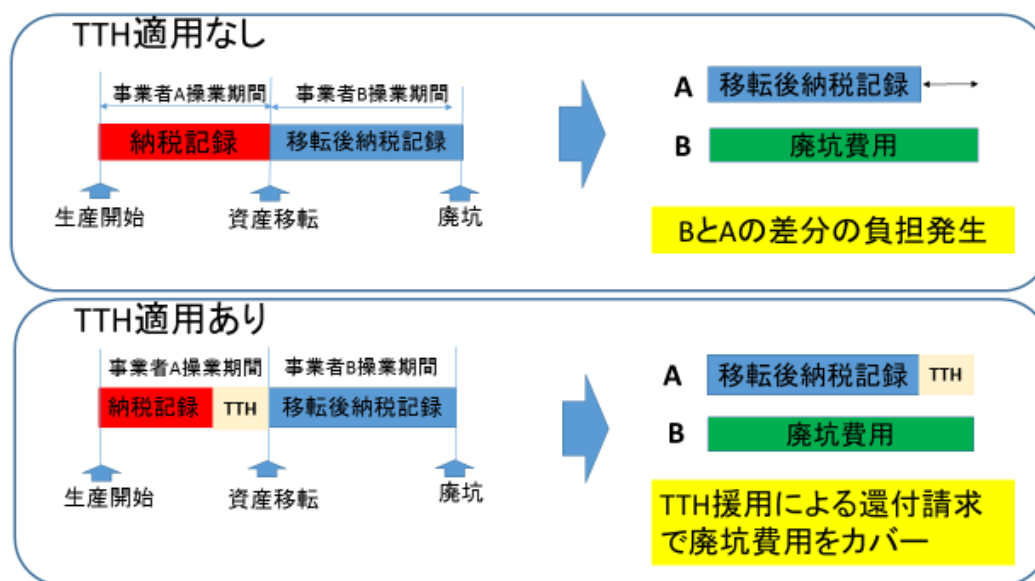 TTH適用なし
事業者A操業期間 事業者B操業期間
納税記録 移転後納税記録
生産開始 資産移転 廃坑
A 移転後納税記録
B 廃坑費用
BとAの差分の負担発生
TTH適用あり
事業者A操業期間 事業者B操業期間
納税記録 TTH 移転後納税記録
生産開始 資産移転 廃坑
A 移転後納税記録 TTH
B 廃坑費用
TTH援用による還付請求
で廃坑費用をカバー